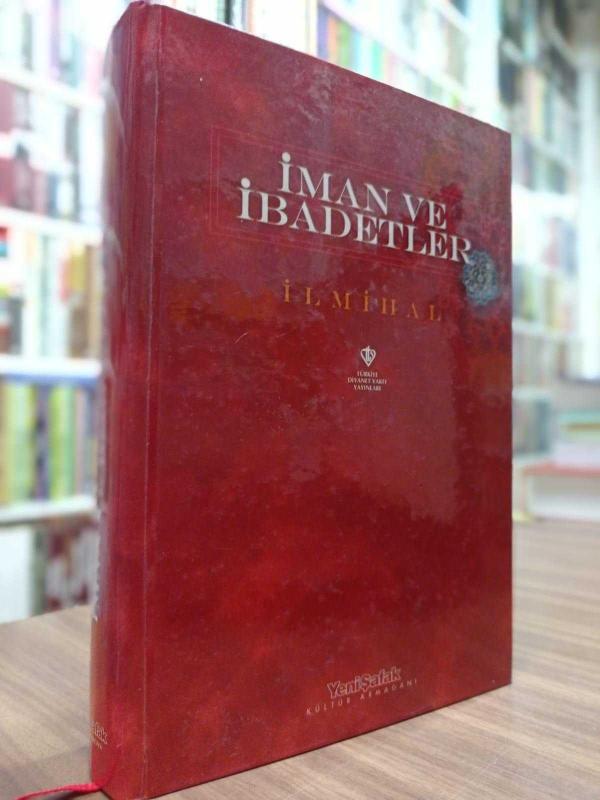 İMAN VE
İBADETLER
İLMİHAL
TÜRKİYE
DİYANET VAKFI
YAYINLARI
YeniŞafak
KÜLTÜR ARMAĞANI